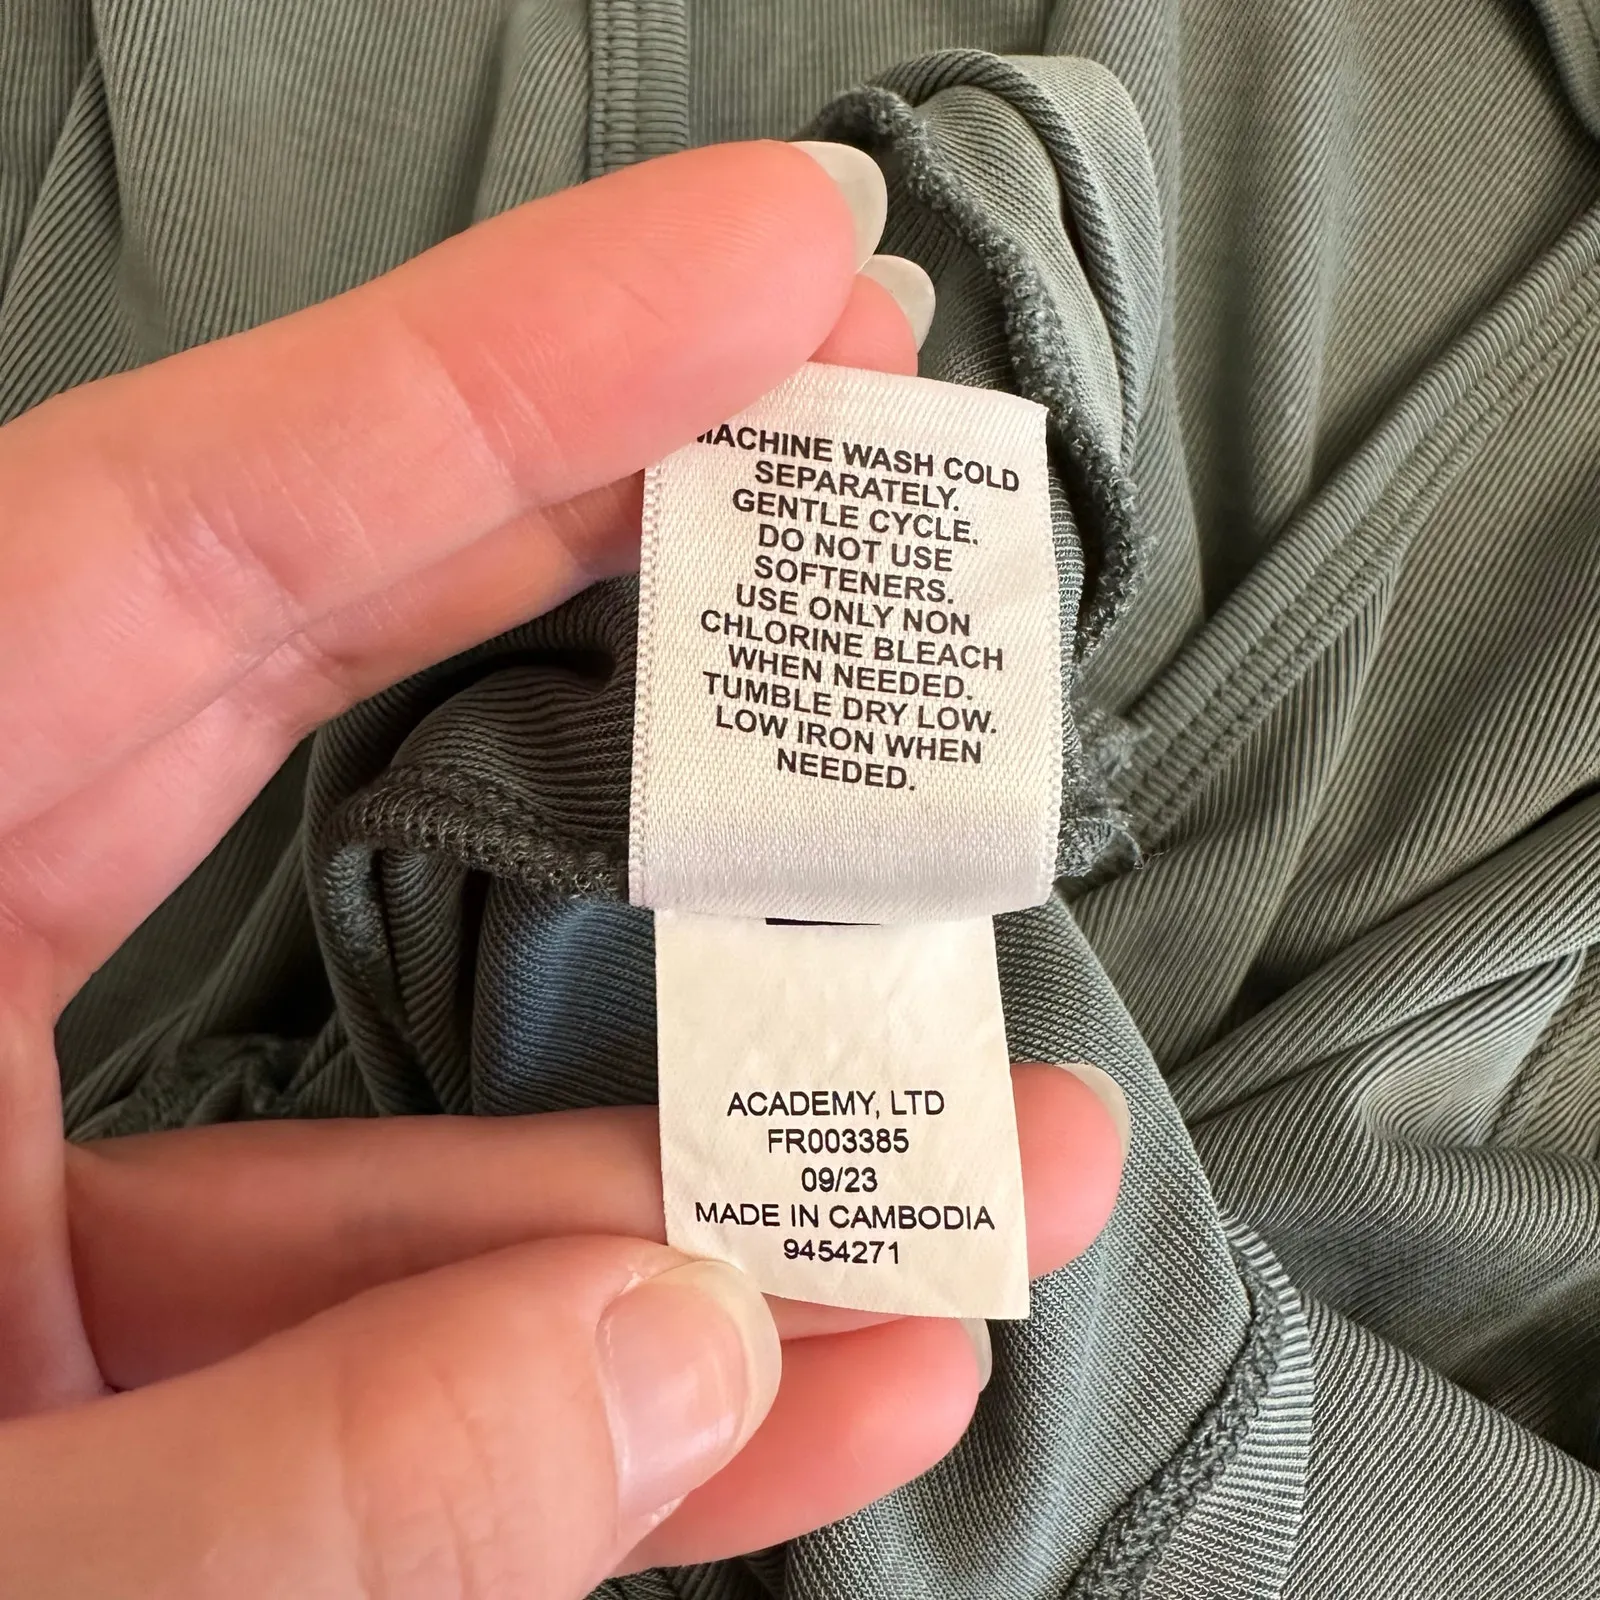 MACHINE WASH COLD
SEPARATELY.
GENTLE CYCLE.
DO NOT USE
SOFTENERS.
USE ONLY NON
CHLORINE BLEACH
WHEN NEEDED.
TUMBLE DRY LOW.
LOW IRON WHEN
NEEDED.
ACADEMY, LTD
FR003385
09/23
MADE IN CAMBODIA
9454271